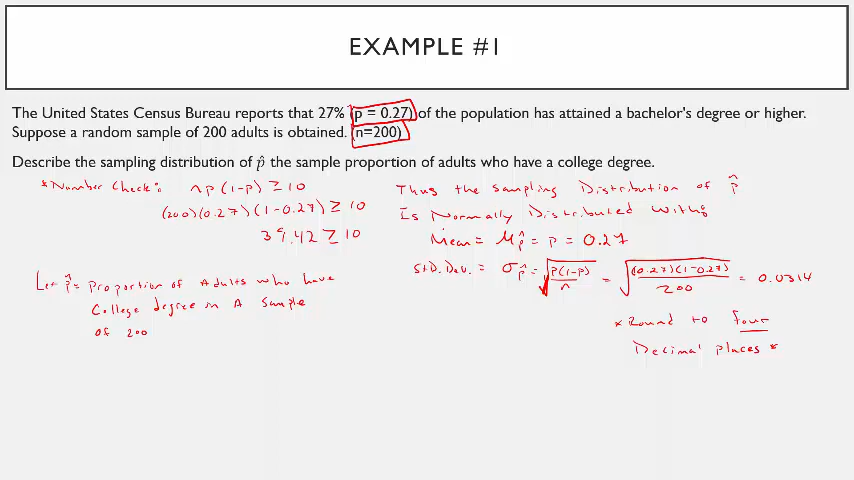 EXAMPLE #1
The United States Census Bureau reports that 27% (p = 0.27) of the population has attained a bachelor's degree or higher.
Suppose a random sample of 200 adults is obtained. (n=200)
Describe the sampling distribution of p̂ the sample proportion of adults who have a college degree.
*Number Check: np(1-p) ≥ 10
(200)(0.27)(1-0.27) ≥ 10
39.42 ≥ 10
Let p̂ = Proportion of Adults who have
College degree in A Sample
of 200
Thus the Sampling Distribution of p̂
Is Normally Distributed with:
Mean = μp̂ = p = 0.27
STD. Dev. = σp̂ = √(p(1-p)/n) = √((0.27)(1-0.27)/200) = 0.0314
*Round to four
Decimal places *